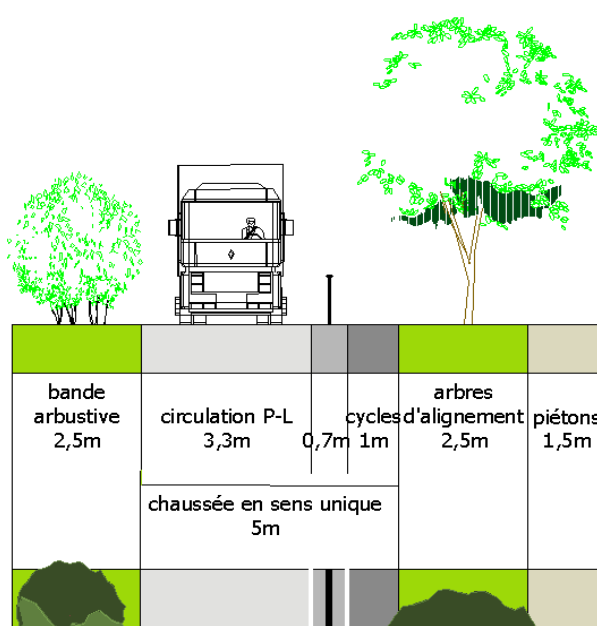 bande
arbustive
2,5m
circulation P-L
3,3m
0,7m
cycles
1m
arbres
d'alignement
2,5m
piétons
1,5m
chaussée en sens unique
5m